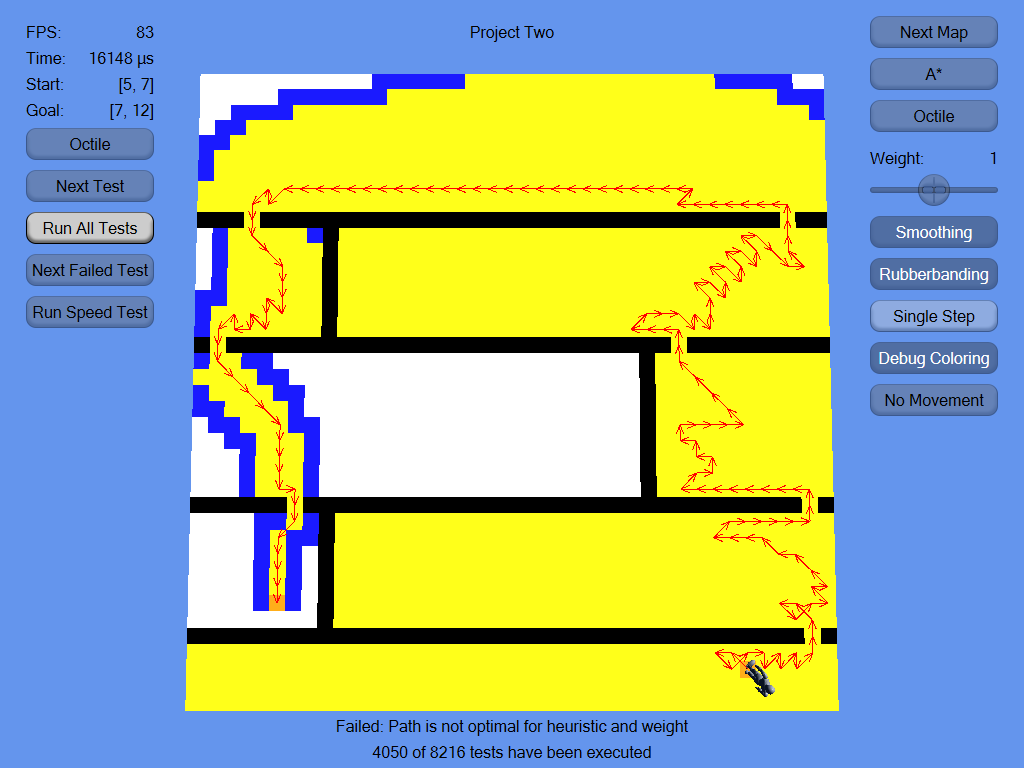 FPS: 83
Time: 16148 µs
Start: [5, 7]
Goal: [7, 12]
Octile
Next Test
Run All Tests
Next Failed Test
Run Speed Test
Project Two
Next Map
A*
Octile
Weight: 1
Smoothing
Rubberbanding
Single Step
Debug Coloring
No Movement
Failed: Path is not optimal for heuristic and weight
4050 of 8216 tests have been executed